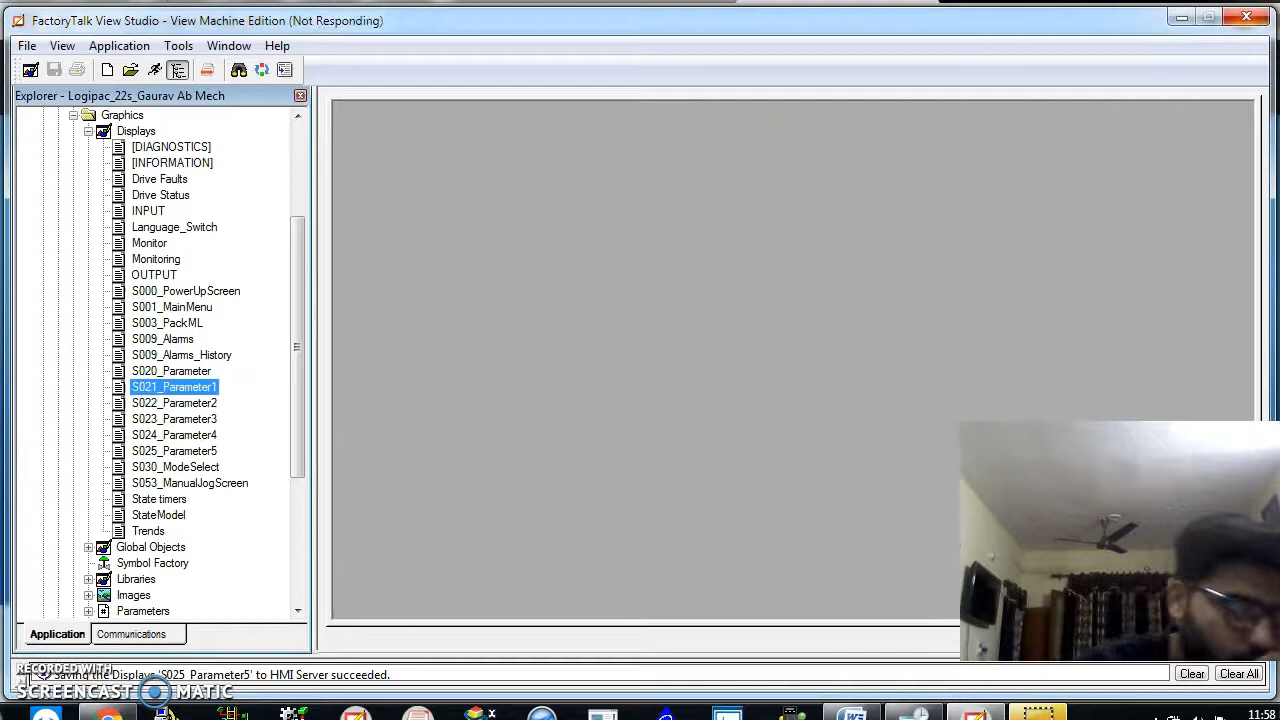 FactoryTalk View Studio - View Machine Edition (Not Responding)
File View Application Tools Window Help
Explorer - Logipac_22s_Gaurav Ab Mech
Graphics
Displays
[DIAGNOSTICS]
[INFORMATION]
Drive Faults
Drive Status
INPUT
Language_Switch
Monitor
Monitoring
OUTPUT
S000_PowerUpScreen
S001_MainMenu
S003_PackML
S009_Alarms
S009_Alarms_History
S020_Parameter
S021_Parameter1
S022_Parameter2
S023_Parameter3
S024_Parameter4
S025_Parameter5
S030_ModeSelect
S053_ManualJogScreen
State timers
StateModel
Trends
Global Objects
Symbol Factory
Libraries
Images
Parameters
Application Communications
Saving the Displays 'S025_Parameter5' to HMI Server succeeded.
Clear Clear All
RECORDED WITH
SCREENCAST MATIC
11:58